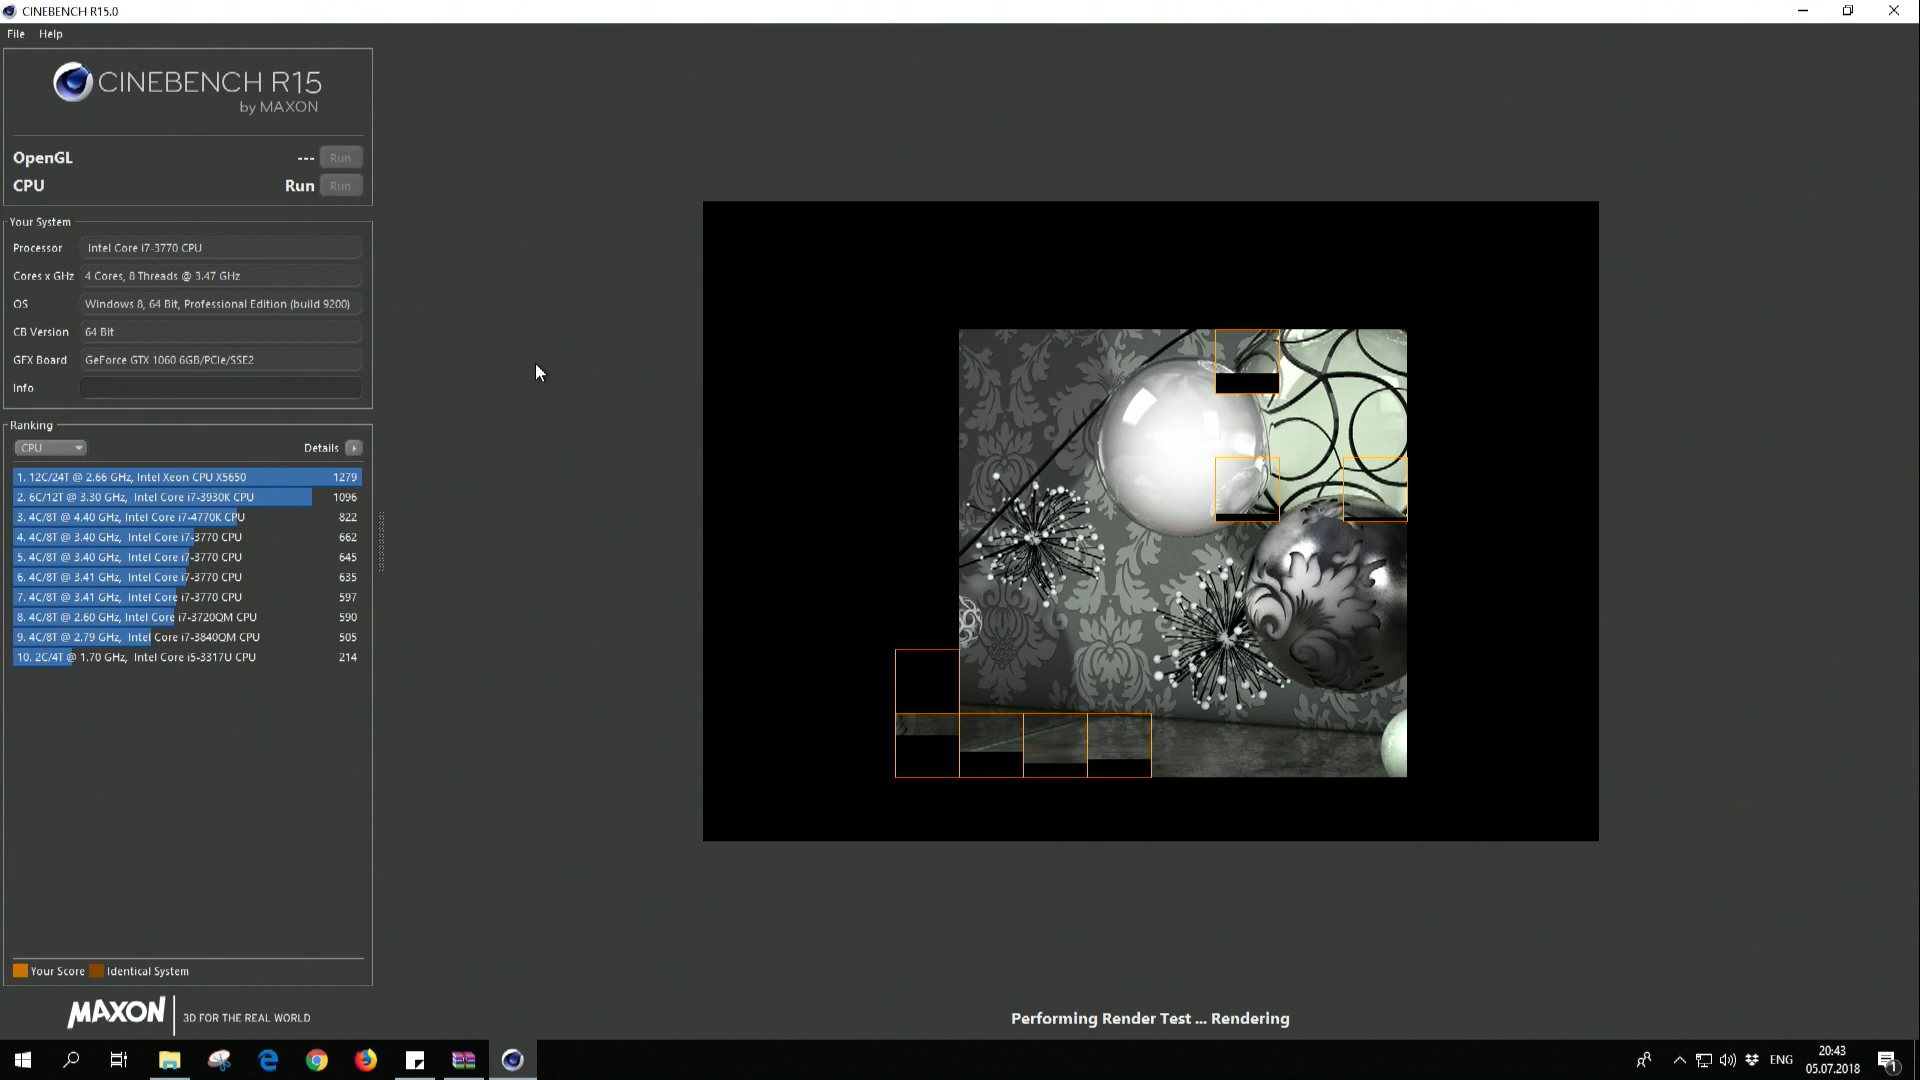 CINEBENCH R15.0
File Help
CINEBENCH R15
by MAXON
OpenGL --- Run
CPU Run Run
Your System
Processor Intel Core i7-3770 CPU
Cores x GHz 4 Cores, 8 Threads @ 3.47 GHz
OS Windows 8, 64 Bit, Professional Edition (build 9200)
CB Version 64 Bit
GFX Board GeForce GTX 1060 6GB/PCIe/SSE2
Info
Ranking
CPU Details
1. 12C/24T @ 2.66 GHz, Intel Xeon CPU X5650 1279
2. 6C/12T @ 3.30 GHz, Intel Core i7-3930K CPU 1096
3. 4C/8T @ 4.40 GHz, Intel Core i7-4770K CPU 822
4. 4C/8T @ 3.40 GHz, Intel Core i7-3770 CPU 662
5. 4C/8T @ 3.40 GHz, Intel Core i7-3770 CPU 645
6. 4C/8T @ 3.41 GHz, Intel Core i7-3770 CPU 635
7. 4C/8T @ 3.41 GHz, Intel Core i7-3770 CPU 597
8. 4C/8T @ 2.60 GHz, Intel Core i7-3720QM CPU 590
9. 4C/8T @ 2.79 GHz, Intel Core i7-3840QM CPU 505
10. 2C/4T @ 1.70 GHz, Intel Core i5-3317U CPU 214
Your Score Identical System
MAXON 3D FOR THE REAL WORLD
Performing Render Test ... Rendering
ENG
20:43
05.07.2018
1